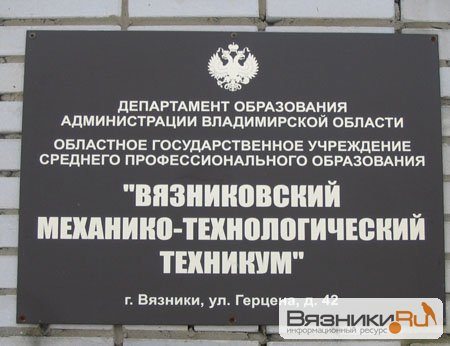 ДЕПАРТАМЕНТ ОБРАЗОВАНИЯ
АДМИНИСТРАЦИИ ВЛАДИМИРСКОЙ ОБЛАСТИ
ОБЛАСТНОЕ ГОСУДАРСТВЕННОЕ УЧРЕЖДЕНИЕ
СРЕДНЕГО ПРОФЕССИОНАЛЬНОГО ОБРАЗОВАНИЯ
"ВЯЗНИКОВСКИЙ
МЕХАНИКО-ТЕХНОЛОГИЧЕСКИЙ
ТЕХНИКУМ"
г. Вязники, ул. Герцена, д. 42
ВЯЗНИКИ.RU
информационный ресурс